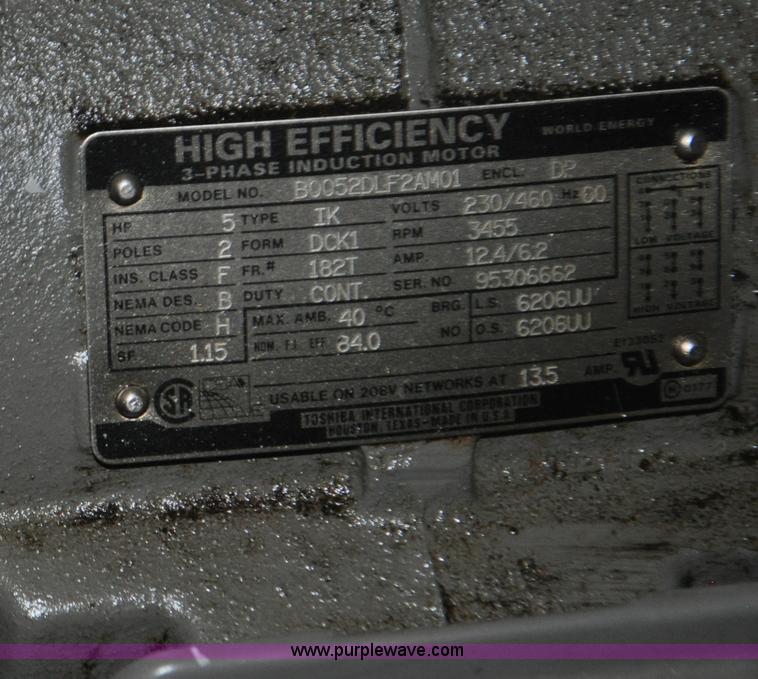 HIGH EFFICIENCY WORLD ENERGY
3-PHASE INDUCTION MOTOR
MODEL NO. B0052DLF2AM01 ENCL. DP
HP 5 TYPE IK VOLTS 230/460 Hz 60
POLES 2 FORM DCK1 RPM 3455
INS. CLASS F FR.# 182T AMP. 12.4/6.2
NEMA DES. B DUTY CONT. SER. NO 95306662
NEMA CODE H MAX. AMB. 40 °C BRG. L.S. 6206UU
SF. 1.15 NOM. F.L. EFF 84.0 NO O.S. 6206UU
CONNECTIONS
LOW VOLTAGE
HIGH VOLTAGE
E133052
USABLE ON 208V NETWORKS AT 13.5 AMP.
TOSHIBA INTERNATIONAL CORPORATION
HOUSTON, TEXAS-MADE IN U.S.A.
0177
www.purplewave.com